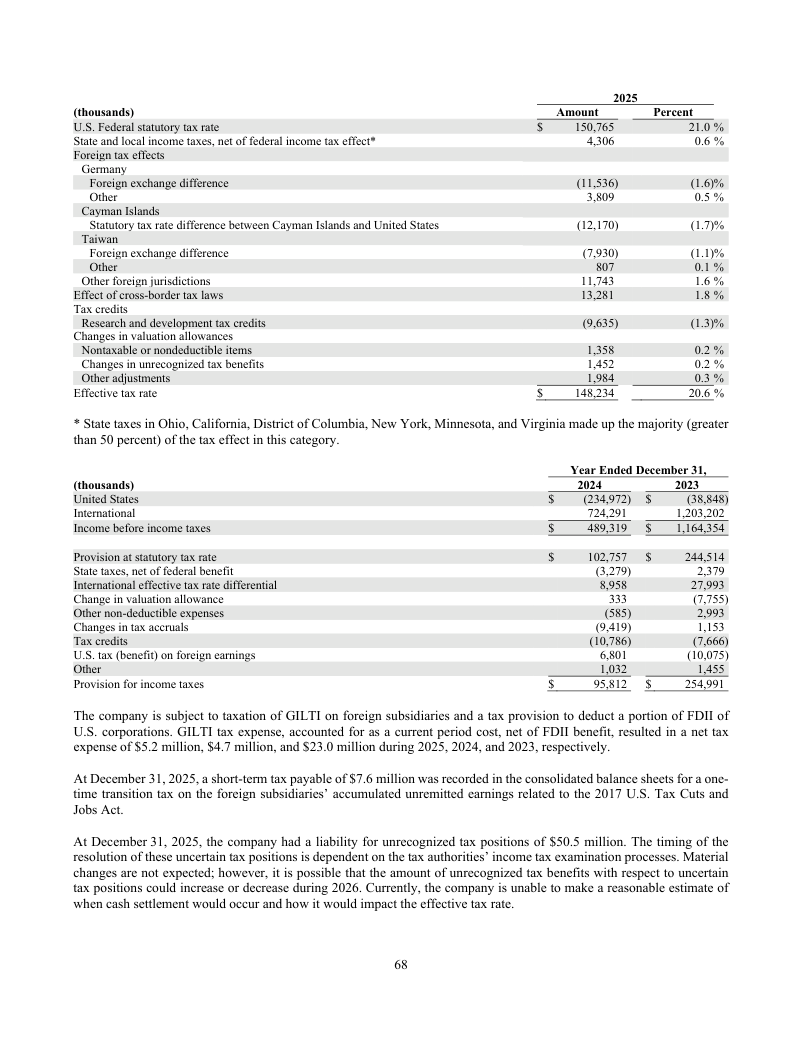 2025
(thousands) Amount Percent
U.S. Federal statutory tax rate $ 150,765 21.0 %
State and local income taxes, net of federal income tax effect* 4,306 0.6 %
Foreign tax effects
Germany
Foreign exchange difference (11,536) (1.6)%
Other 3,809 0.5 %
Cayman Islands
Statutory tax rate difference between Cayman Islands and United States (12,170) (1.7)%
Taiwan
Foreign exchange difference (7,930) (1.1)%
Other 807 0.1 %
Other foreign jurisdictions 11,743 1.6 %
Effect of cross-border tax laws 13,281 1.8 %
Tax credits
Research and development tax credits (9,635) (1.3)%
Changes in valuation allowances
Nontaxable or nondeductible items 1,358 0.2 %
Changes in unrecognized tax benefits 1,452 0.2 %
Other adjustments 1,984 0.3 %
Effective tax rate $ 148,234 20.6 %
* State taxes in Ohio, California, District of Columbia, New York, Minnesota, and Virginia made up the majority (greater
than 50 percent) of the tax effect in this category.
Year Ended December 31,
(thousands) 2024 2023
United States $ (234,972) $ (38,848)
International 724,291 1,203,202
Income before income taxes $ 489,319 $ 1,164,354
Provision at statutory tax rate $ 102,757 $ 244,514
State taxes, net of federal benefit (3,279) 2,379
International effective tax rate differential 8,958 27,993
Change in valuation allowance 333 (7,755)
Other non-deductible expenses (585) 2,993
Changes in tax accruals (9,419) 1,153
Tax credits (10,786) (7,666)
U.S. tax (benefit) on foreign earnings 6,801 (10,075)
Other 1,032 1,455
Provision for income taxes $ 95,812 $ 254,991
The company is subject to taxation of GILTI on foreign subsidiaries and a tax provision to deduct a portion of FDII of
U.S. corporations. GILTI tax expense, accounted for as a current period cost, net of FDII benefit, resulted in a net tax
expense of $5.2 million, $4.7 million, and $23.0 million during 2025, 2024, and 2023, respectively.
At December 31, 2025, a short-term tax payable of $7.6 million was recorded in the consolidated balance sheets for a one-
time transition tax on the foreign subsidiaries' accumulated unremitted earnings related to the 2017 U.S. Tax Cuts and
Jobs Act.
At December 31, 2025, the company had a liability for unrecognized tax positions of $50.5 million. The timing of the
resolution of these uncertain tax positions is dependent on the tax authorities' income tax examination processes. Material
changes are not expected; however, it is possible that the amount of unrecognized tax benefits with respect to uncertain
tax positions could increase or decrease during 2026. Currently, the company is unable to make a reasonable estimate of
when cash settlement would occur and how it would impact the effective tax rate.
68